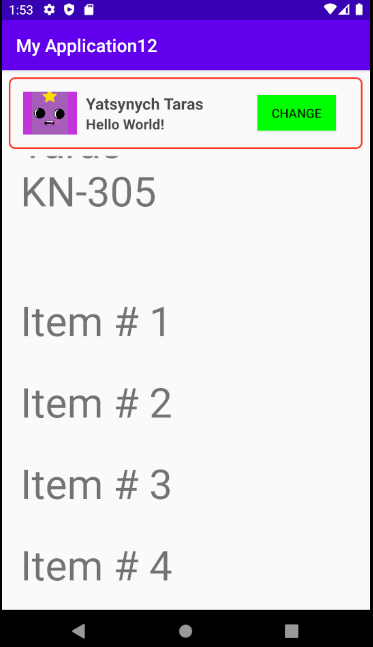 1:53
My Application12
Yatsynych Taras
Hello World!
CHANGE
Taras
KN-305
Item # 1
Item # 2
Item # 3
Item # 4